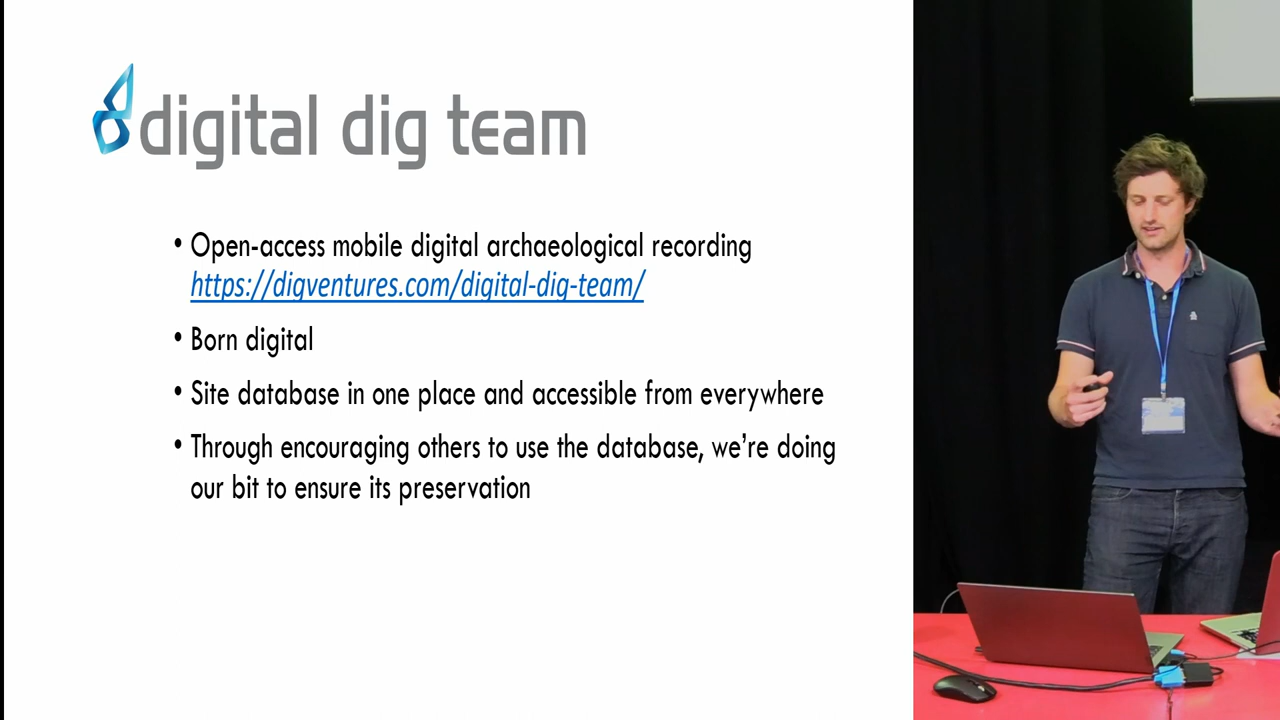 digital dig team
• Open-access mobile digital archaeological recording
https://digventures.com/digital-dig-team/
• Born digital
• Site database in one place and accessible from everywhere
• Through encouraging others to use the database, we're doing
our bit to ensure its preservation